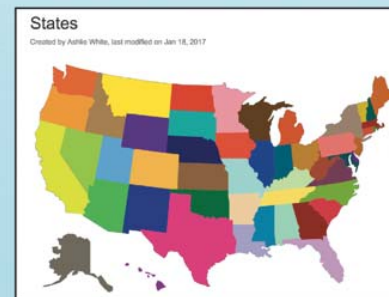 States
Created by Ashlie White, last modified on Jan 18, 2017